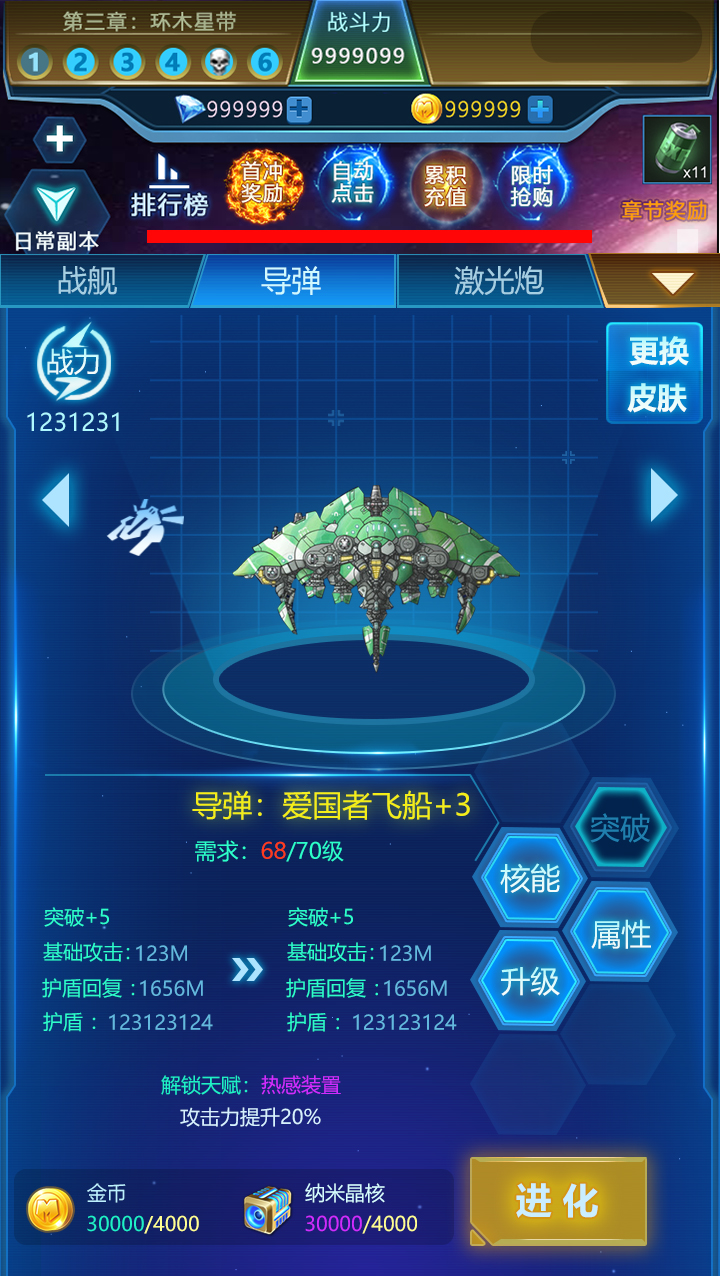 第三章：环木星带
1 2 3 4 6
战斗力
9999099
999999
999999
x11
章节奖励
日常副本
排行榜
首冲
奖励
自动
点击
累积
充值
限时
抢购
战舰
导弹
激光炮
战力
1231231
更换
皮肤
导弹：爱国者飞船+3
需求：68/70级
突破
核能
属性
升级
突破+5
基础攻击:123M
护盾回复 :1656M
护盾 ：123123124
突破+5
基础攻击:123M
护盾回复 :1656M
护盾 ：123123124
解锁天赋：热感装置
攻击力提升20%
金币
30000/4000
纳米晶核
30000/4000
进化